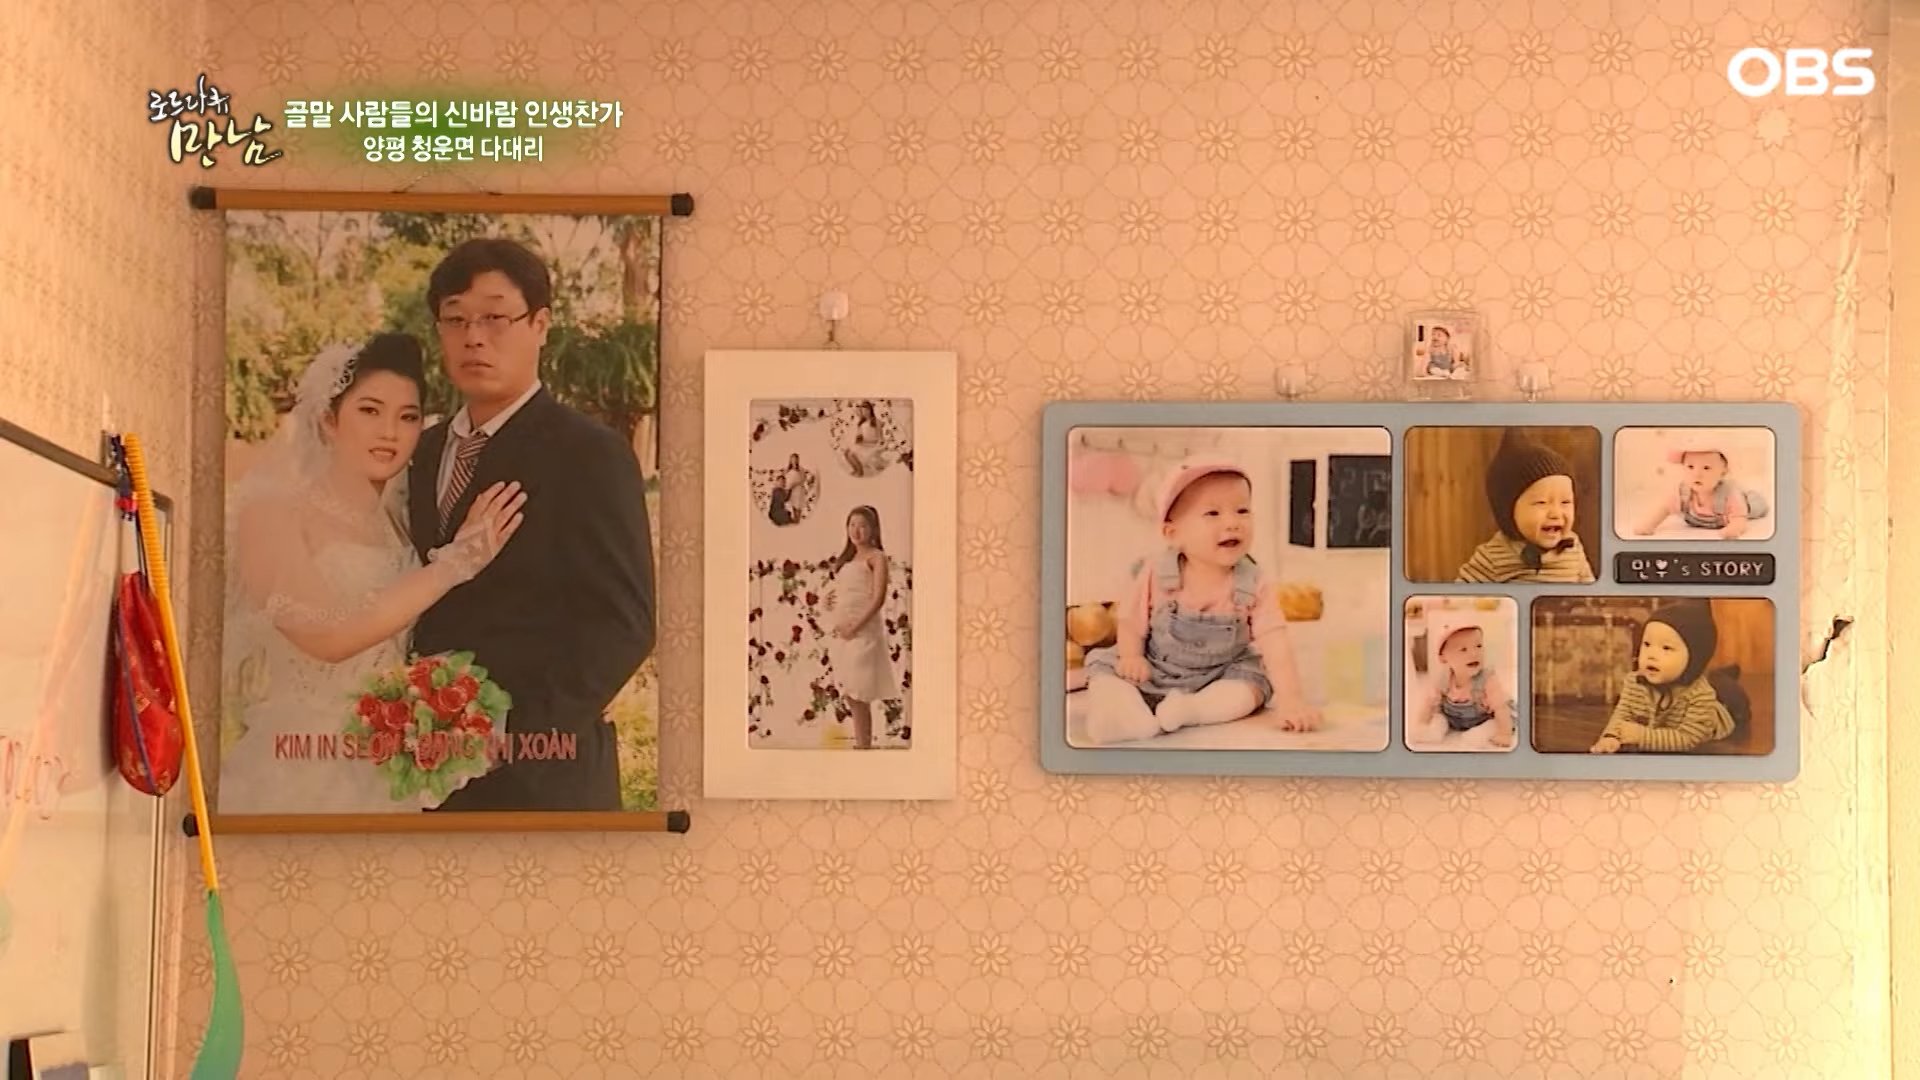 로드다큐 만남
골말 사람들의 신바람 인생찬가
양평 청운면 다대리
OBS
KIM IN SEON
XOÀN
민우's STORY